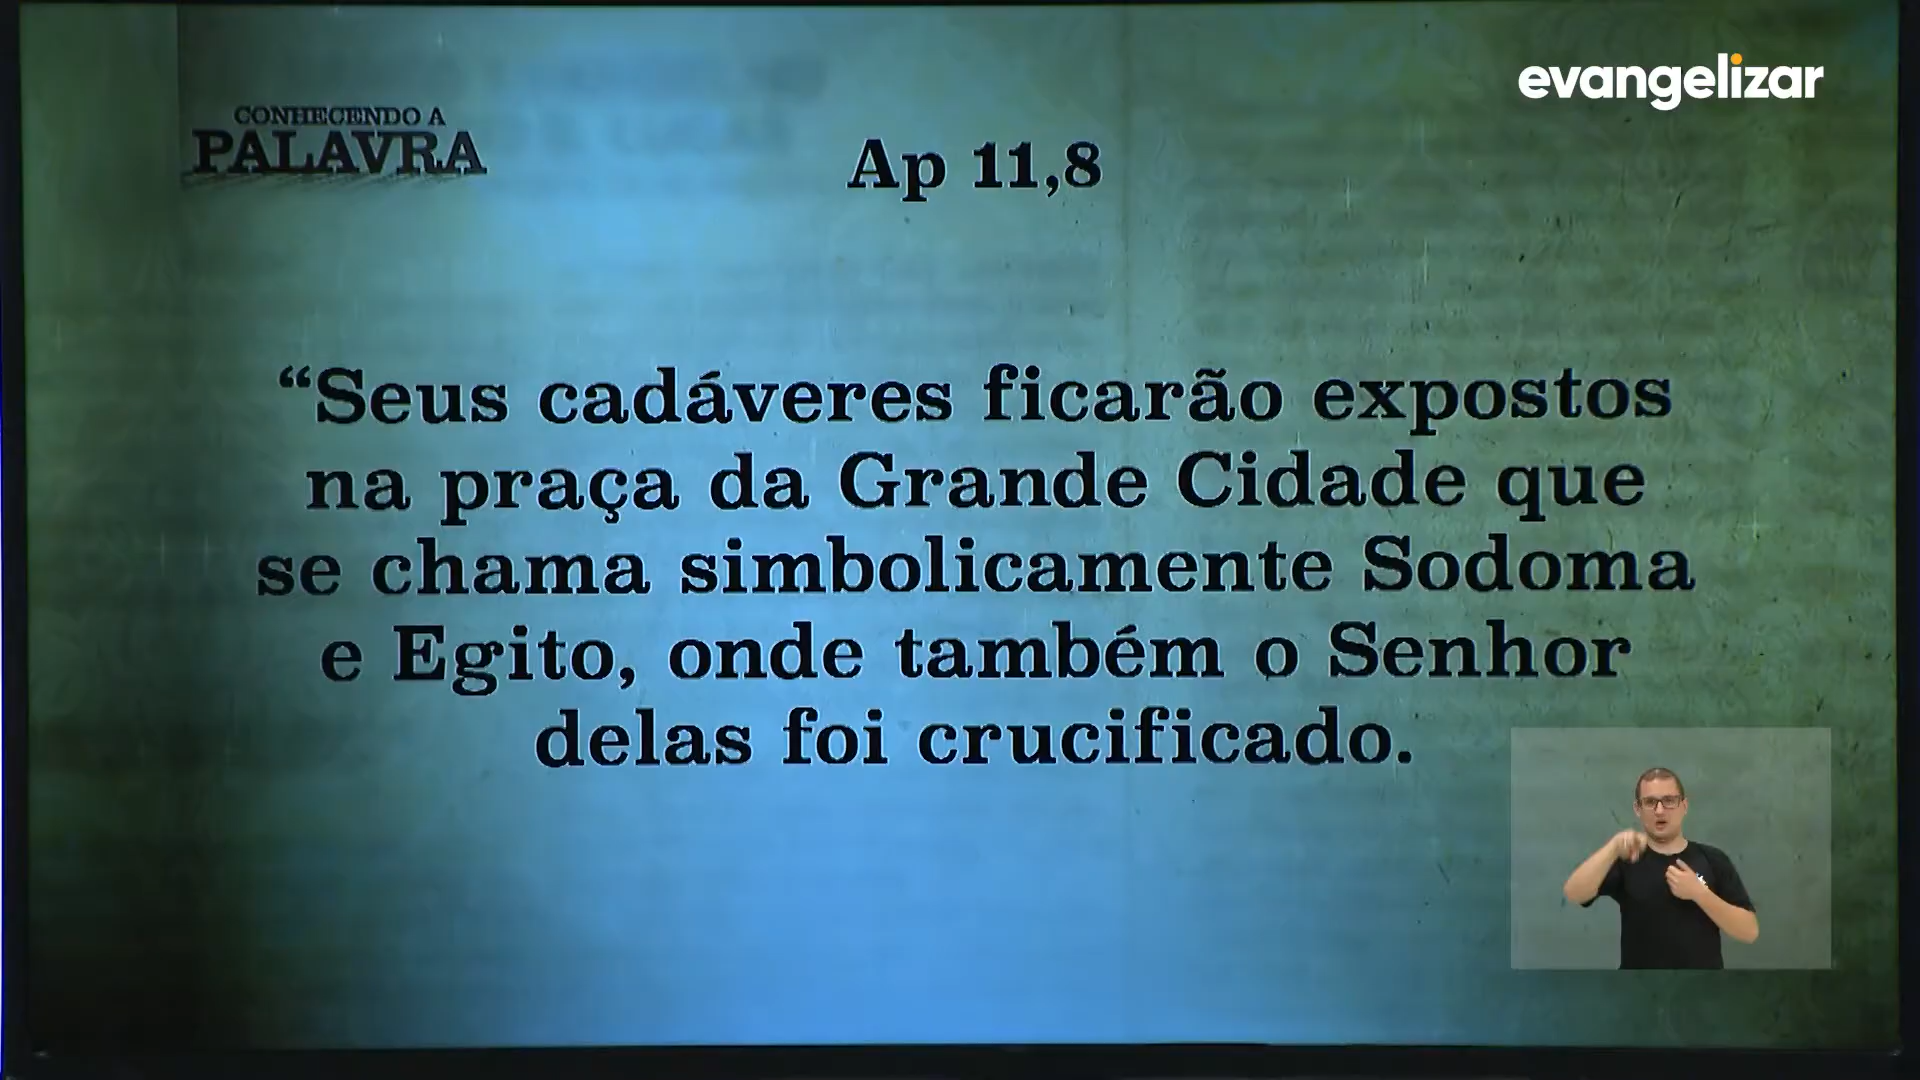 evangelizar
CONHECENDO A
PALAVRA
Ap 11,8
“Seus cadáveres ficarão expostos
na praça da Grande Cidade que
se chama simbolicamente Sodoma
e Egito, onde também o Senhor
delas foi crucificado.